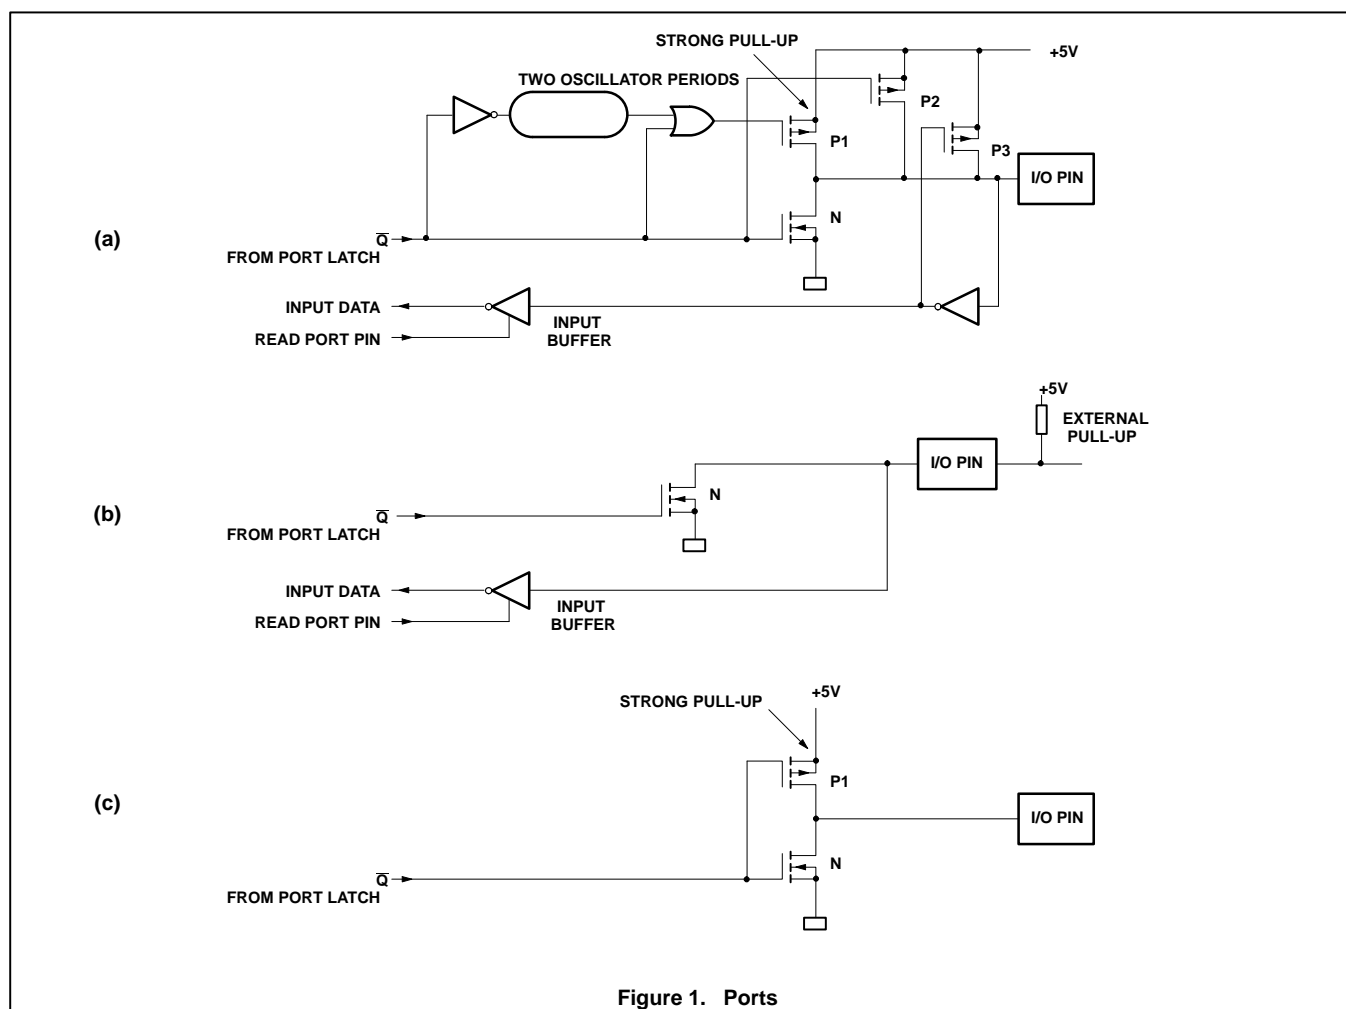 STRONG PULL-UP
+5V
TWO OSCILLATOR PERIODS
P2
P1
P3
I/O PIN
N
(a)
Q̅
FROM PORT LATCH
INPUT DATA
INPUT
BUFFER
READ PORT PIN
+5V
EXTERNAL
PULL-UP
I/O PIN
N
(b)
Q̅
FROM PORT LATCH
INPUT DATA
INPUT
BUFFER
READ PORT PIN
+5V
STRONG PULL-UP
P1
(c)
I/O PIN
N
Q̅
FROM PORT LATCH
Figure 1. Ports